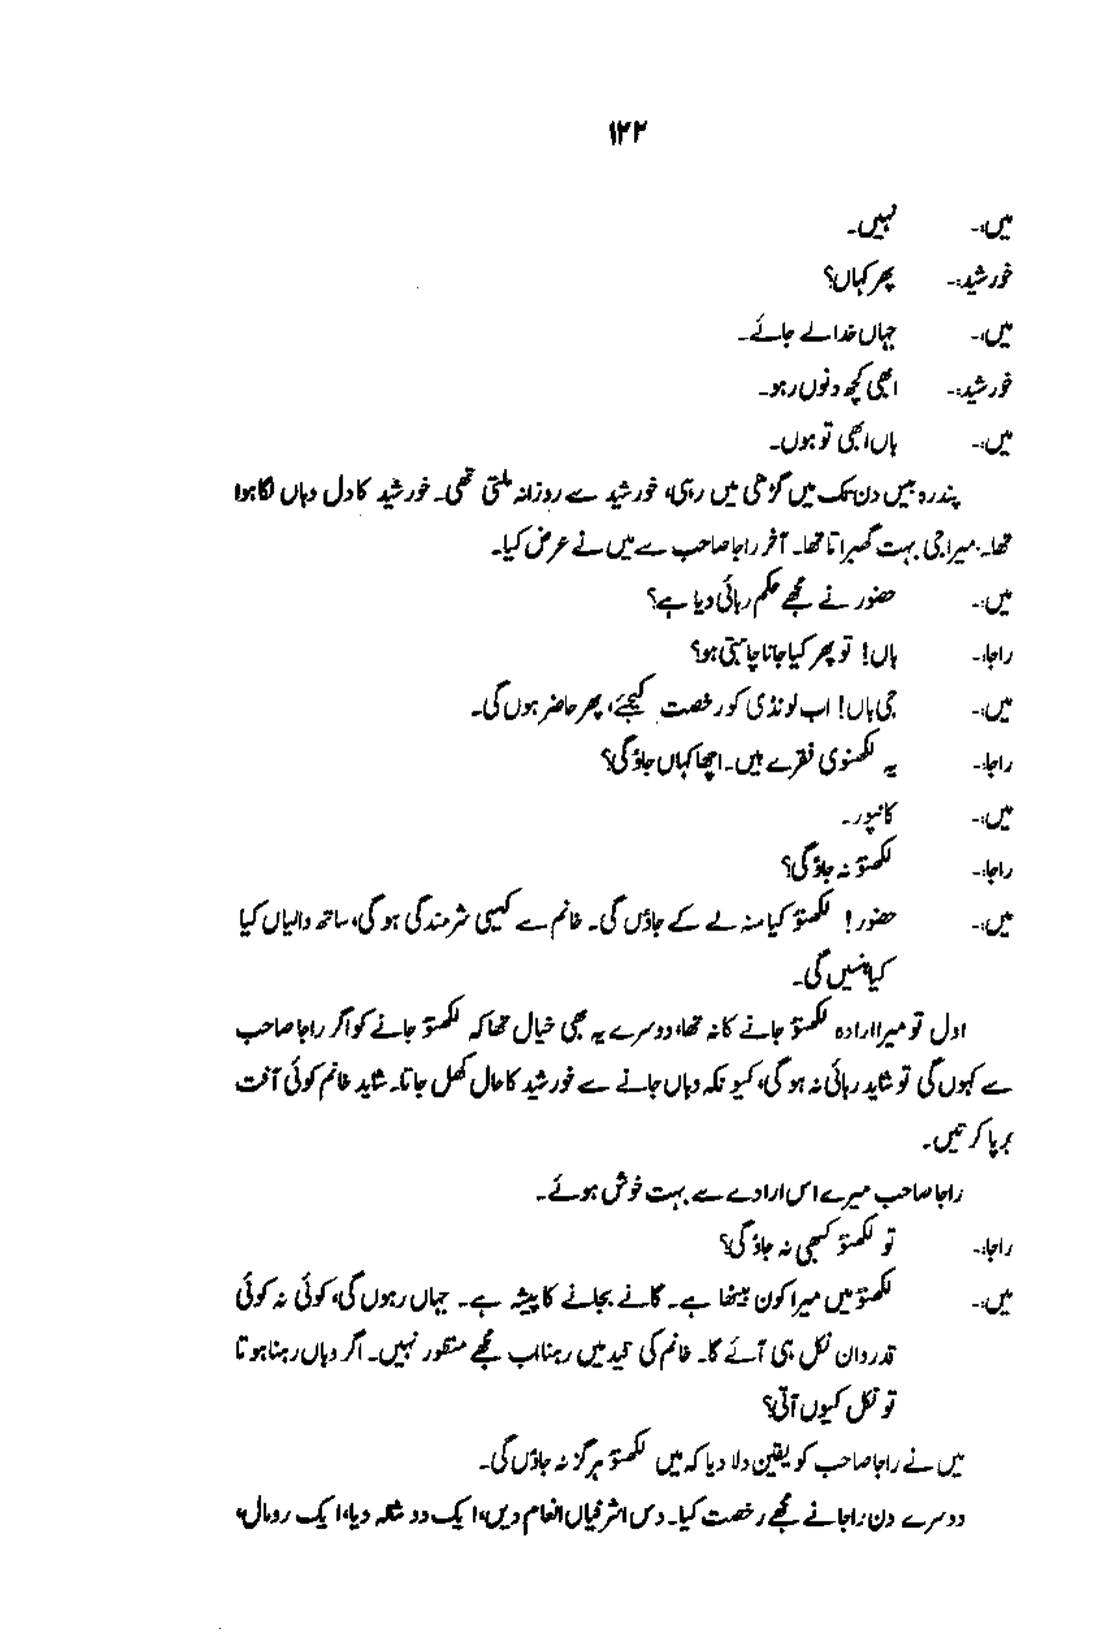 ۱۲۲
میں:۔ نہیں۔
خورشید:۔ پھر کہاں؟
میں:۔ جہاں خدا لے جائے۔
خورشید:۔ ابھی کچھ دنوں رہو۔
میں:۔ ہاں ابھی تو ہوں۔
پندرہ بیس دن تک میں گڑھی میں رہی، خورشید سے روزانہ ملتی تھی۔ خورشید کا دل وہاں لگا ہوا
تھا۔ میرا جی بہت گھبراتا تھا۔ آخر راجا صاحب سے میں نے عرض کیا۔
میں:۔ حضور نے مجھے حکم رہائی دیا ہے؟
راجا:۔ ہاں! تو پھر کیا جانا چاہتی ہو؟
میں:۔ جی ہاں! اب لونڈی کو رخصت کیجئے، پھر حاضر ہوں گی۔
راجا:۔ یہ لکھنوی فقرے ہیں۔ اچھا کہاں جاؤ گی؟
میں:۔ کانپور۔
راجا:۔ لکھنؤ نہ جاؤ گی؟
میں:۔ حضور! لکھنؤ کیا منہ لے کے جاؤں گی۔ خانم سے کیسی شرمندگی ہو گی، ساتھ والیاں کیا
کیا ہنسیں گی۔
اول تو میرا ارادہ لکھنؤ جانے کا نہ تھا، دوسرے یہ بھی خیال تھا کہ لکھنؤ جانے کو اگر راجا صاحب
سے کہوں گی تو شاید رہائی نہ ہو گی، کیونکہ وہاں جانے سے خورشید کا حال کھل جاتا۔ شاید خانم کوئی آفت
برپا کرتیں۔
راجا صاحب میرے اس ارادے سے بہت خوش ہوئے۔
راجا:۔ تو لکھنؤ کبھی نہ جاؤ گی؟
میں:۔ لکھنؤ میں میرا کون بیٹھا ہے۔ گانے بجانے کا پیشہ ہے۔ جہاں رہوں گی، کوئی نہ کوئی
قدردان نکل ہی آئے گا۔ خانم کی قید میں رہنا اب مجھے منظور نہیں۔ اگر وہاں رہنا ہوتا
تو نکل کیوں آتی؟
میں نے راجا صاحب کو یقین دلا دیا کہ میں لکھنؤ ہرگز نہ جاؤں گی۔
دوسرے دن راجا نے مجھے رخصت کیا۔ دس اشرفیاں انعام دیں، ایک دوشالہ دیا، ایک رومال،